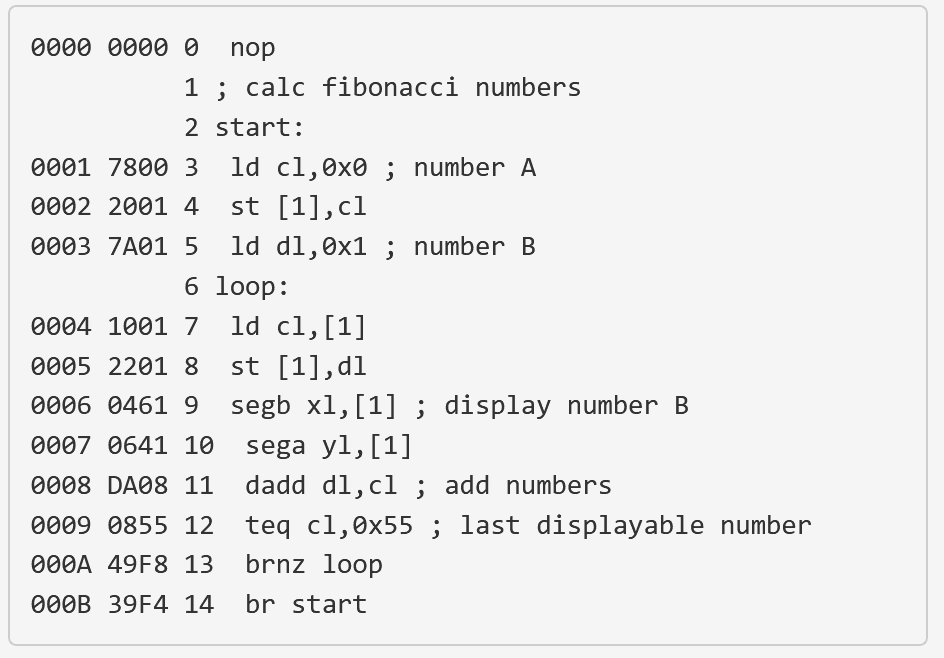 0000 0000 0  nop
          1 ; calc fibonacci numbers
          2 start:
0001 7800 3  ld cl,0x0 ; number A
0002 2001 4  st [1],cl
0003 7A01 5  ld dl,0x1 ; number B
          6 loop:
0004 1001 7  ld cl,[1]
0005 2201 8  st [1],dl
0006 0461 9  segb xl,[1] ; display number B
0007 0641 10  sega yl,[1]
0008 DA08 11  dadd dl,cl ; add numbers
0009 0855 12  teq cl,0x55 ; last displayable number
000A 49F8 13  brnz loop
000B 39F4 14  br start